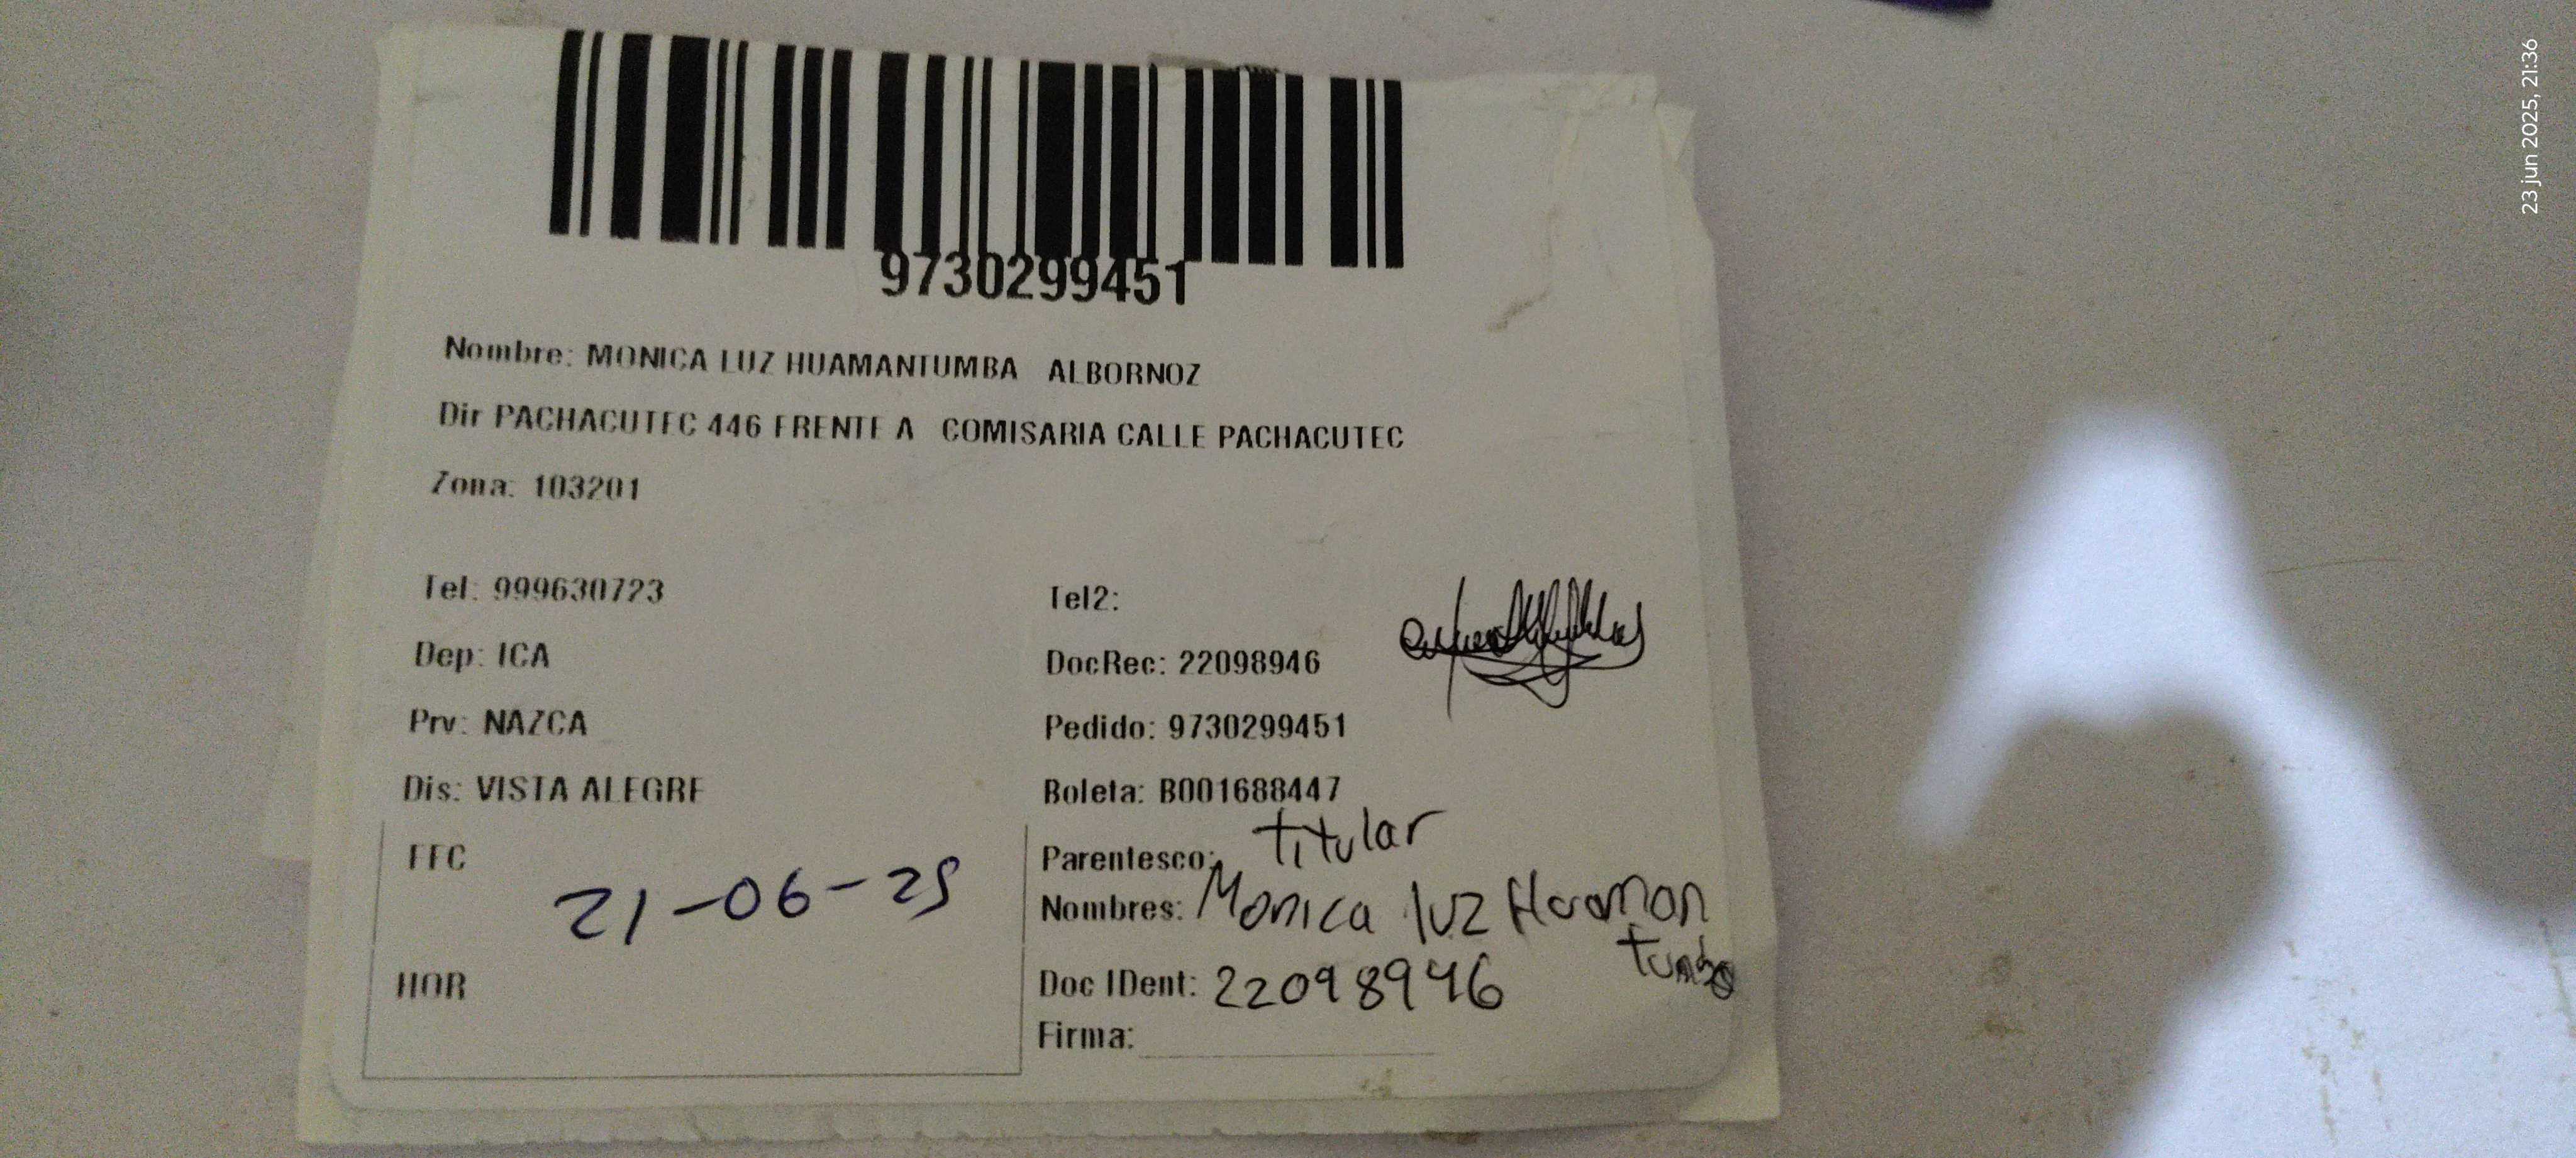 9730299451
Nombre: MONICA LUZ HUAMANTUMBA ALBORNOZ
Dir PACHACUTEC 446 FRENTE A COMISARIA CALLE PACHACUTEC
Zona: 103201
Tel: 999630723
Tel2:
Dep: ICA
DocRec: 22098946
Prv: NAZCA
Pedido: 9730299451
Dis: VISTA ALEGRE
Boleta: B001688447
FFC 21-06-25
Parentesco: titular
Nombres: Monica luz Huaman
tumba
HOR
Doc IDent: 22098946
Firma:
23 jun 2025, 21:36